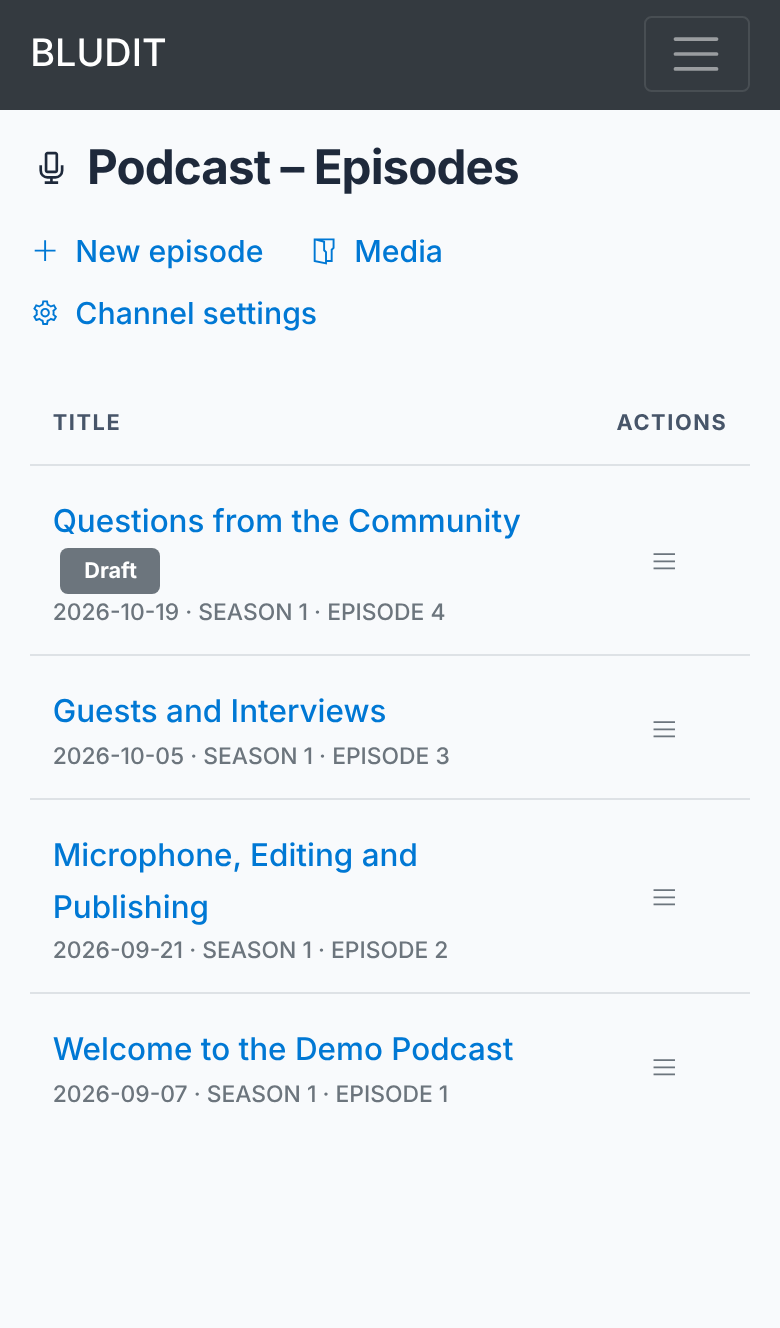 BLUDIT
Podcast – Episodes
New episode
Media
Channel settings
TITLE
ACTIONS
Questions from the Community
Draft
2026-10-19 · SEASON 1 · EPISODE 4
Guests and Interviews
2026-10-05 · SEASON 1 · EPISODE 3
Microphone, Editing and
Publishing
2026-09-21 · SEASON 1 · EPISODE 2
Welcome to the Demo Podcast
2026-09-07 · SEASON 1 · EPISODE 1